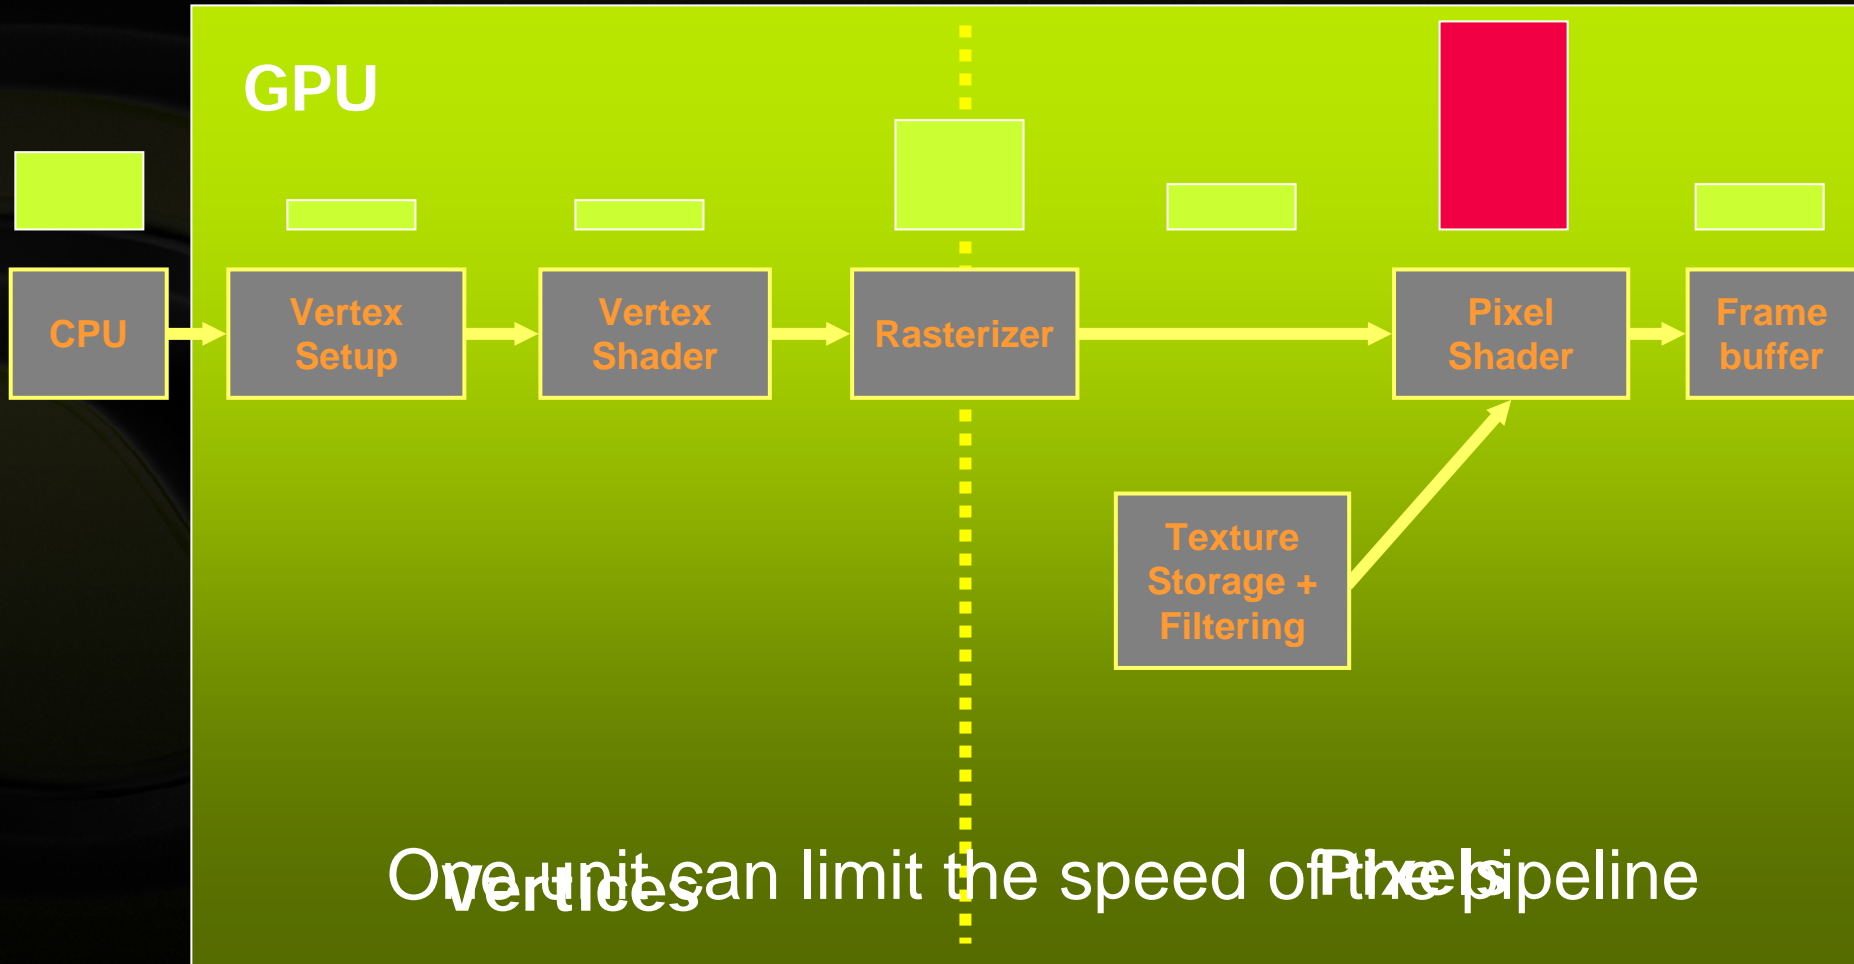 GPU
CPU
Vertex
Setup
Vertex
Shader
Rasterizer
Pixel
Shader
Frame
buffer
Texture
Storage +
Filtering
One unit can limit the speed of the pipeline
Vertices
Pixels